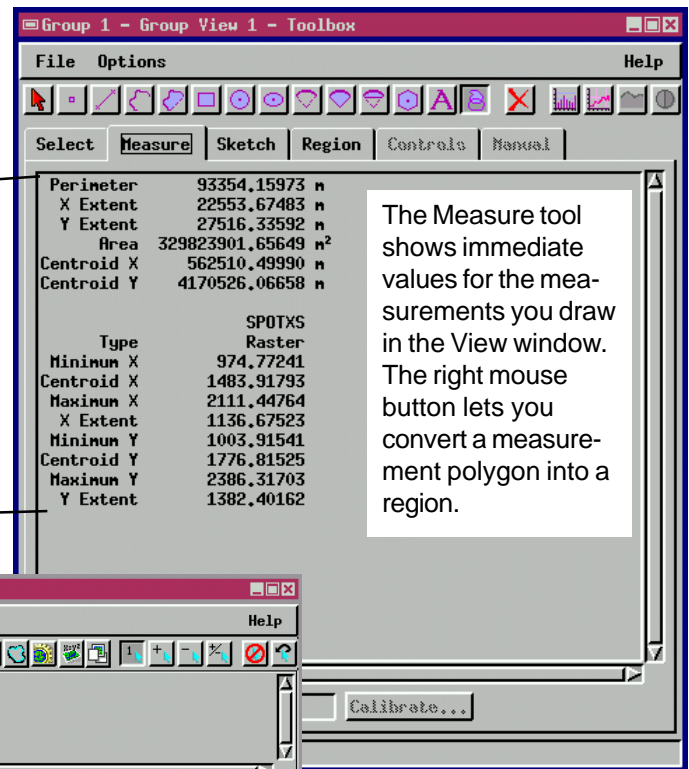 Group 1 - Group View 1 - Toolbox
File Options Help
A
Select Measure Sketch Region Controls Manual
Perimeter 93354.15973 m
X Extent 22553.67483 m
Y Extent 27516.33592 m
Area 329823901.65649 m²
Centroid X 562510.49990 m
Centroid Y 4170526.06658 m
SPOTXS
Type Raster
Minimum X 974.77241
Centroid X 1483.91793
Maximum X 2111.44764
X Extent 1136.67523
Minimum Y 1003.91541
Centroid Y 1776.81525
Maximum Y 2386.31703
Y Extent 1382.40162
The Measure tool
shows immediate
values for the mea-
surements you draw
in the View window.
The right mouse
button lets you
convert a measure-
ment polygon into a
region.
Help
1
Calibrate...